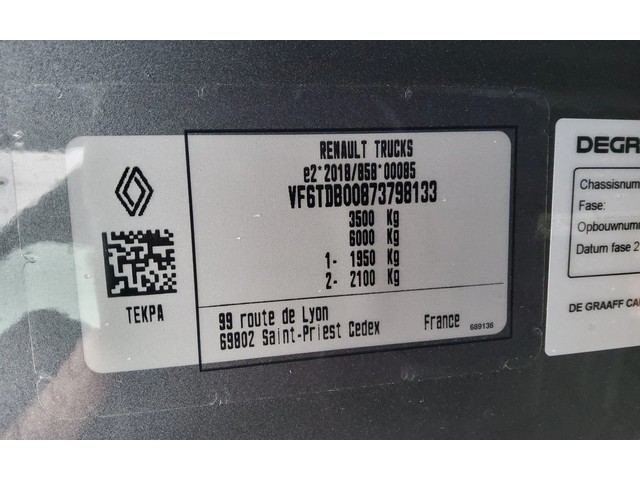 RENAULT TRUCKS
e2*2018/858*00085
VF6TDB00873798133
3500 Kg
6000 Kg
1- 1950 Kg
2- 2100 Kg
TEKPA
99 route de Lyon
69802 Saint-Priest Cedex France
689136
DEGR
Chassisnum
Fase:
Opbouwnum
Datum fase 2
DE GRAAFF CA